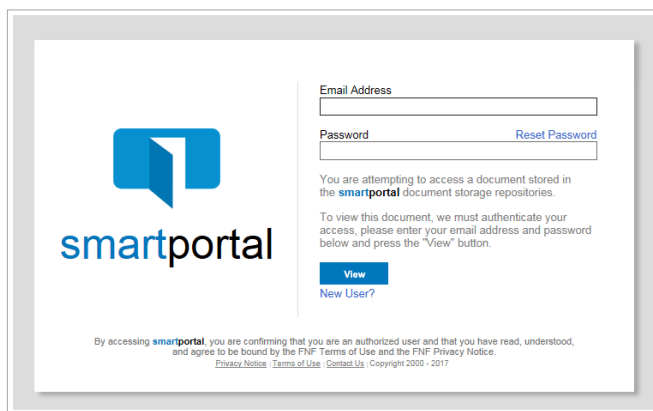 Email Address
Password Reset Password
You are attempting to access a document stored in
the smartportal document storage repositories.
To view this document, we must authenticate your
access, please enter your email address and password
below and press the "View" button.
View
New User?
smartportal
By accessing smartportal, you are confirming that you are an authorized user and that you have read, understood,
and agree to be bound by the FNF Terms of Use and the FNF Privacy Notice.
Privacy Notice | Terms of Use | Contact Us | Copyright 2000 - 2017